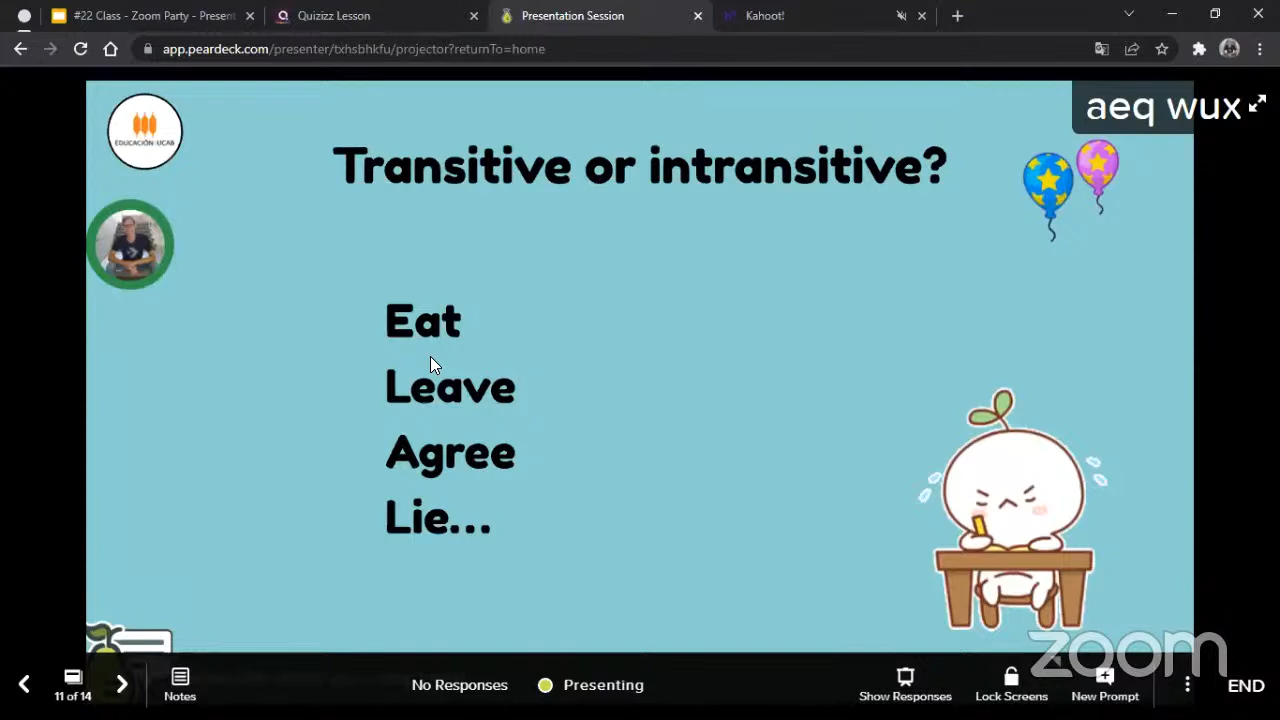 #22 Class - Zoom Party - Present
Quizizz Lesson
Presentation Session
Kahoot!
app.peardeck.com/presenter/txhsbhkfu/projector?returnTo=home
aeq wux
EDUCACIÓN UCAB
Transitive or intransitive?
Eat
Leave
Agree
Lie...
zoom
11 of 14
Notes
No Responses
Presenting
Show Responses
Lock Screens
New Prompt
END